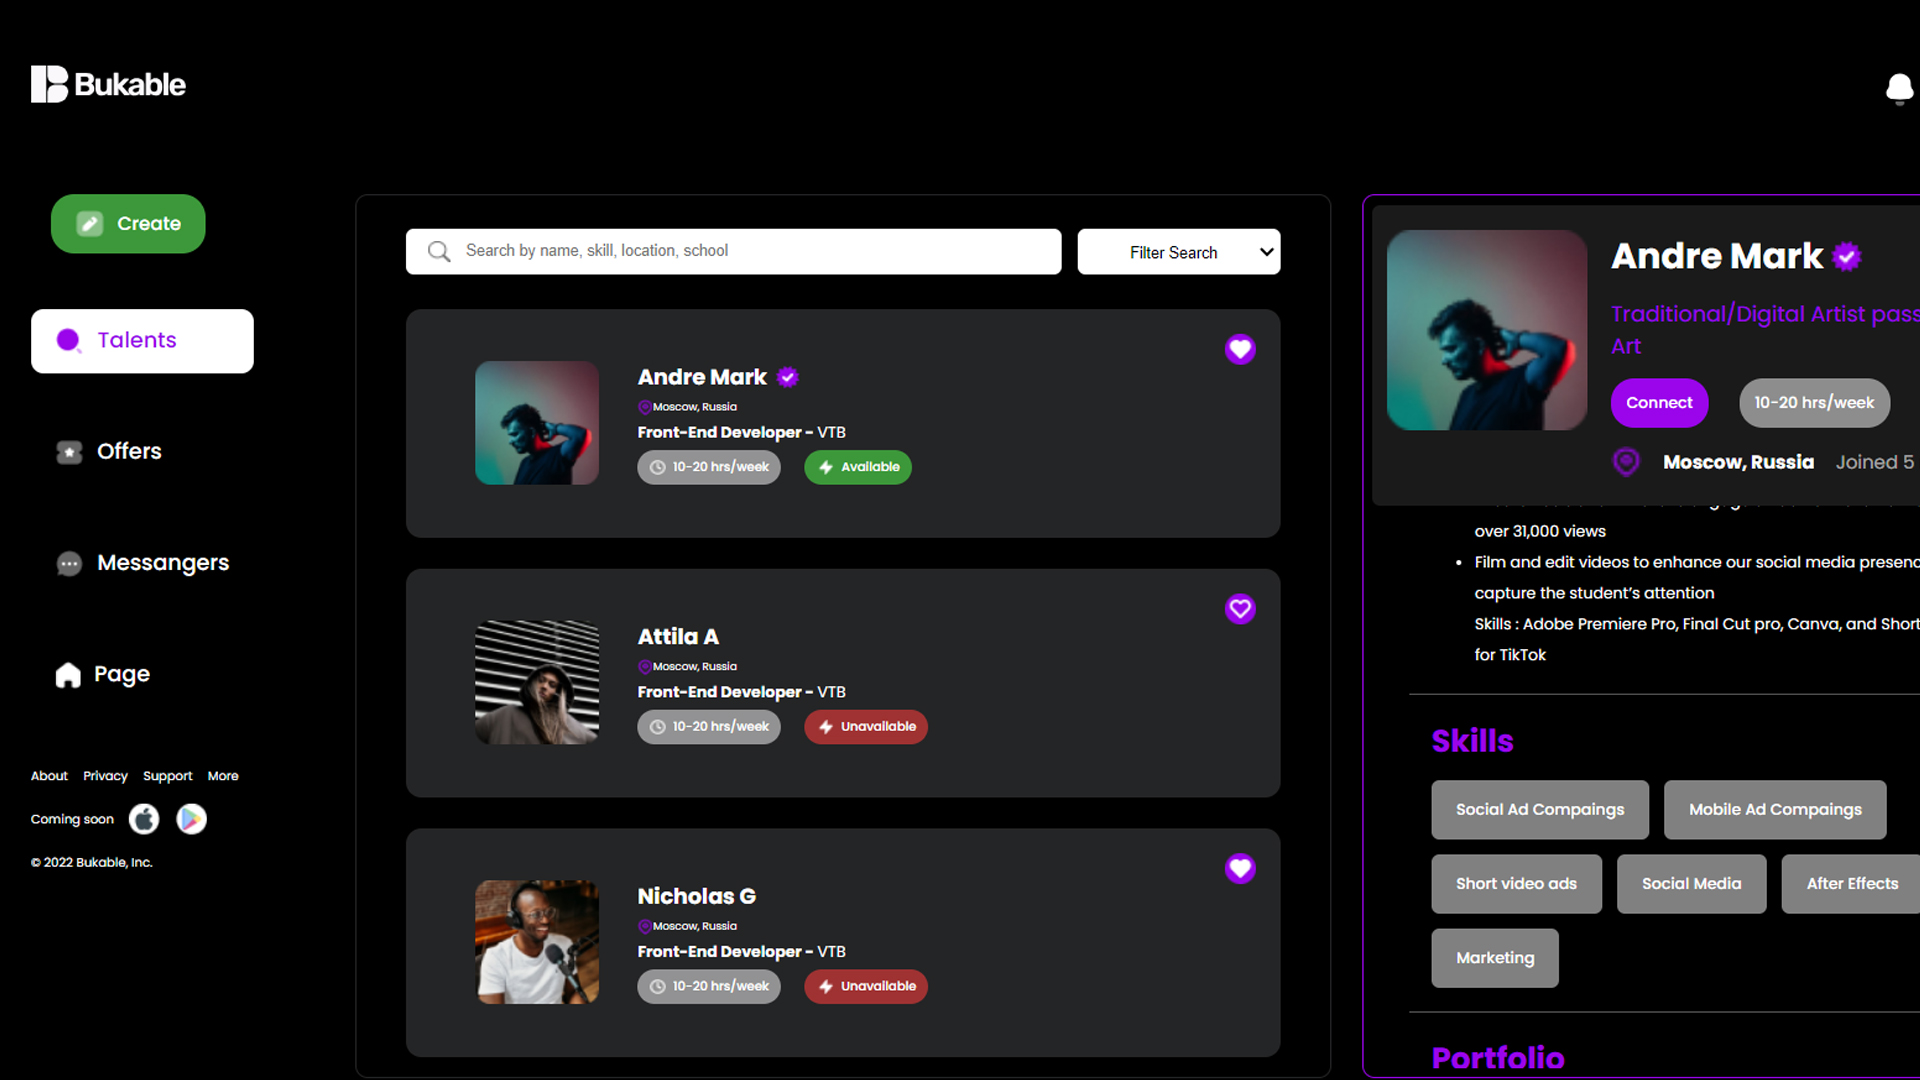 Bukable
Create
Talents
Offers
Messangers
Page
About Privacy Support More
Coming soon
© 2022 Bukable, Inc.
Search by name, skill, location, school
Filter Search
Andre Mark
Moscow, Russia
Front-End Developer - VTB
10-20 hrs/week Available
Attila A
Moscow, Russia
Front-End Developer - VTB
10-20 hrs/week Unavailable
Nicholas G
Moscow, Russia
Front-End Developer - VTB
10-20 hrs/week Unavailable
Andre Mark
Traditional/Digital Artist pass
Art
Connect 10-20 hrs/week
Moscow, Russia Joined 5
over 31,000 views
• Film and edit videos to enhance our social media presenc
capture the student's attention
Skills : Adobe Premiere Pro, Final Cut pro, Canva, and Short
for TikTok
Skills
Social Ad Compaings Mobile Ad Compaings
Short video ads Social Media After Effects
Marketing
Portfolio